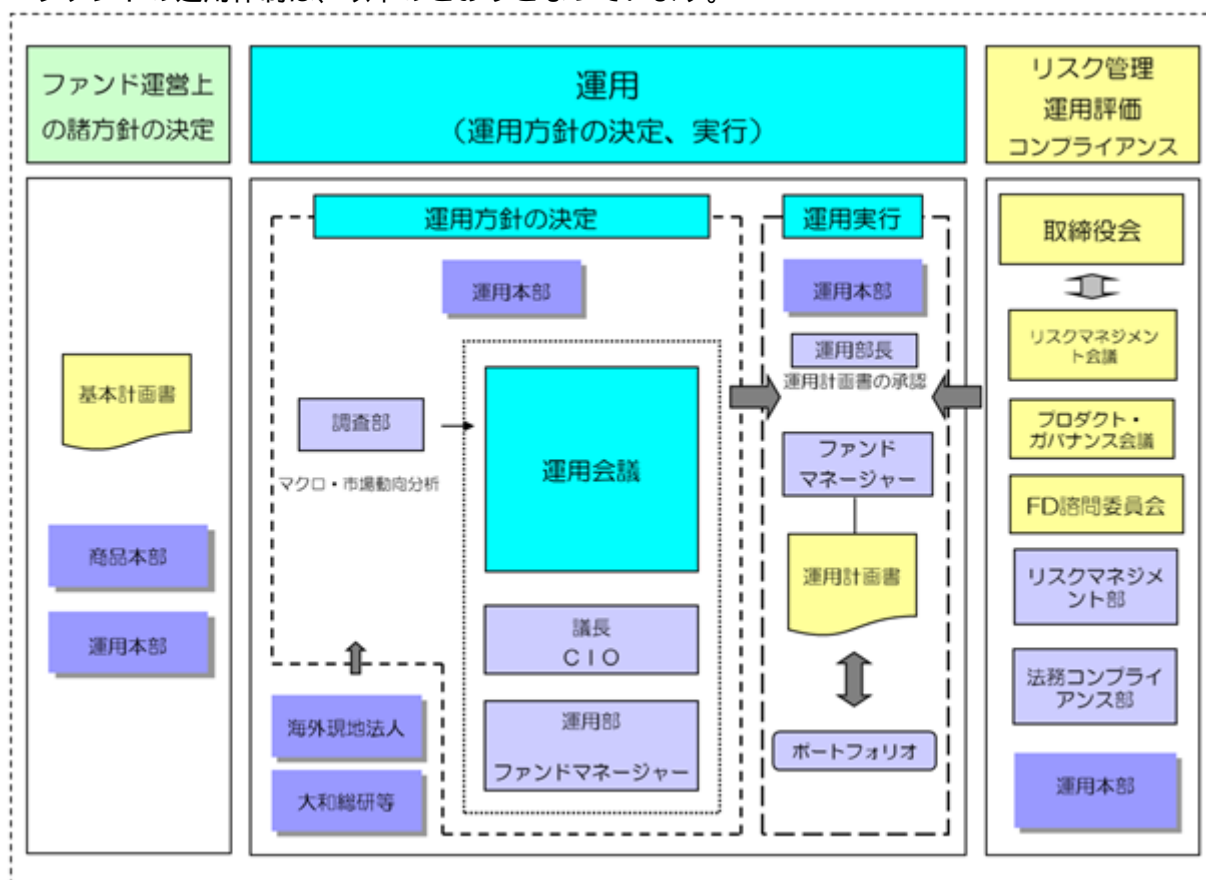 ファンド運営上
の諸方針の決定
運用
（運用方針の決定、実行）
リスク管理
運用評価
コンプライアンス
基本計画書
商品本部
運用本部
運用方針の決定
運用本部
調査部
マクロ・市場動向分析
運用会議
議長
ＣＩＯ
運用部
ファンドマネージャー
海外現地法人
大和総研等
運用実行
運用本部
運用部長
運用計画書の承認
ファンド
マネージャー
運用計画書
ポートフォリオ
取締役会
リスクマネジメン
ト会議
プロダクト・
ガバナンス会議
FD諮問委員会
リスクマネジメ
ント部
法務コンプライ
アンス部
運用本部